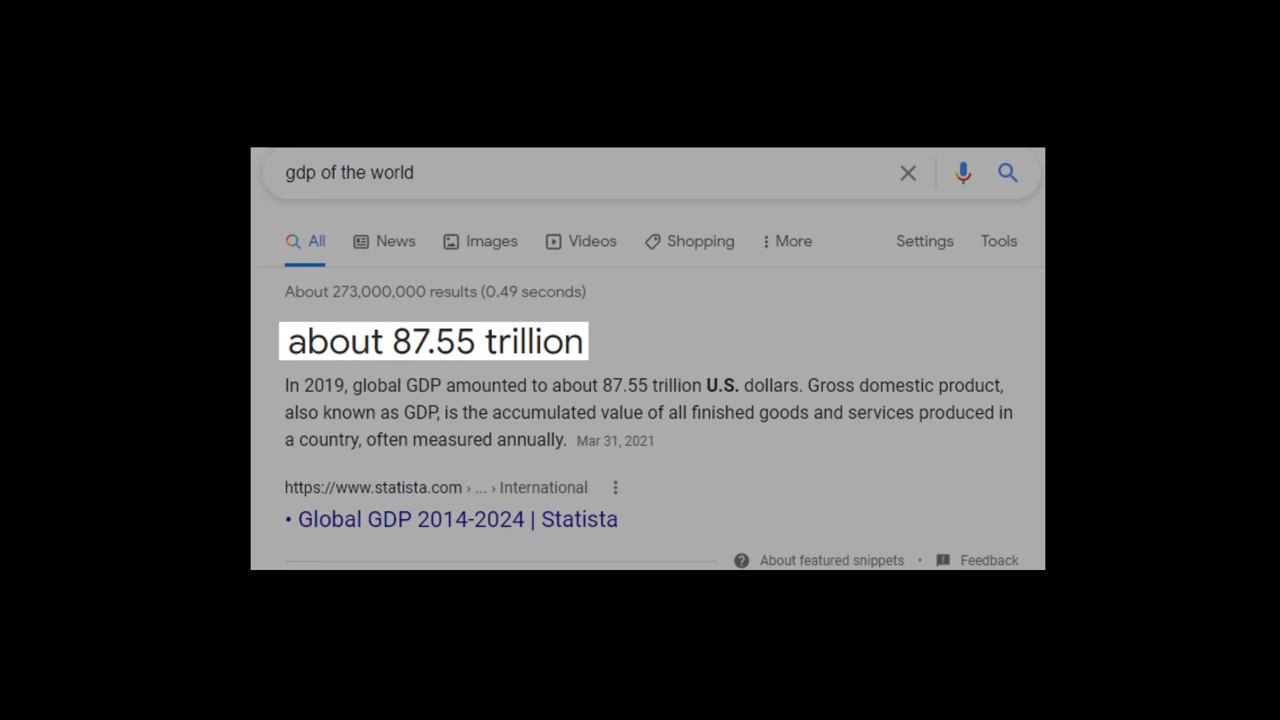 gdp of the world
All News Images Videos Shopping More Settings Tools
About 273,000,000 results (0.49 seconds)
about 87.55 trillion
In 2019, global GDP amounted to about 87.55 trillion U.S. dollars. Gross domestic product,
also known as GDP, is the accumulated value of all finished goods and services produced in
a country, often measured annually. Mar 31, 2021
https://www.statista.com › ... › International
• Global GDP 2014-2024 | Statista
About featured snippets • Feedback